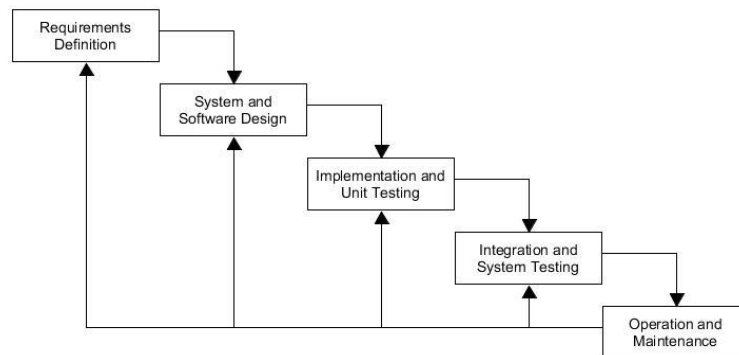 Requirements
Definition
System and
Software Design
Implementation and
Unit Testing
Integration and
System Testing
Operation and
Maintenance